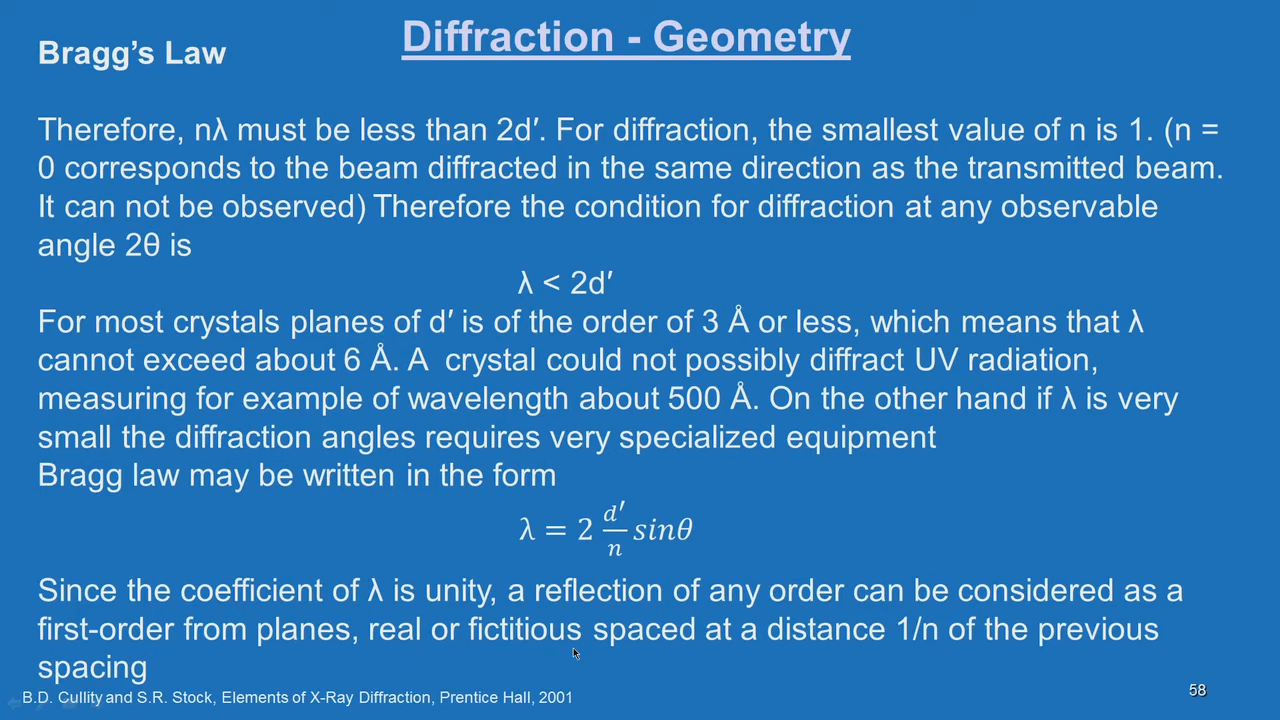 Diffraction - Geometry
Bragg’s Law
Therefore, nλ must be less than 2d′. For diffraction, the smallest value of n is 1. (n =
0 corresponds to the beam diffracted in the same direction as the transmitted beam.
It can not be observed) Therefore the condition for diffraction at any observable
angle 2θ is
λ < 2d′
For most crystals planes of d′ is of the order of 3 Å or less, which means that λ
cannot exceed about 6 Å. A  crystal could not possibly diffract UV radiation,
measuring for example of wavelength about 500 Å. On the other hand if λ is very
small the diffraction angles requires very specialized equipment
Bragg law may be written in the form
λ = 2 d′/n sinθ
Since the coefficient of λ is unity, a reflection of any order can be considered as a
first-order from planes, real or fictitious spaced at a distance 1/n of the previous
spacing
B.D. Cullity and S.R. Stock, Elements of X-Ray Diffraction, Prentice Hall, 2001
58